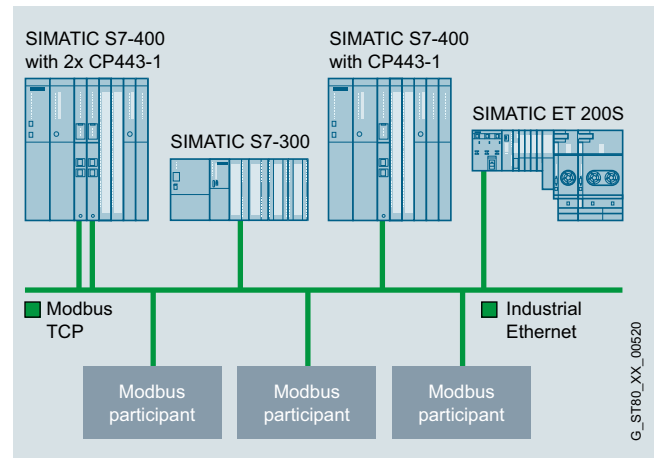 SIMATIC S7-400
with 2x CP443-1
SIMATIC S7-300
SIMATIC S7-400
with CP443-1
SIMATIC ET 200S
Modbus
TCP
Industrial
Ethernet
Modbus
participant
Modbus
participant
Modbus
participant
G_ST80_XX_00520